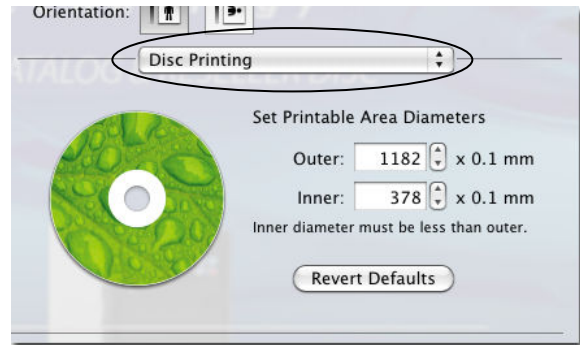 Orientation:
Disc Printing
Set Printable Area Diameters
Outer: 1182 x 0.1 mm
Inner: 378 x 0.1 mm
Inner diameter must be less than outer.
Revert Defaults